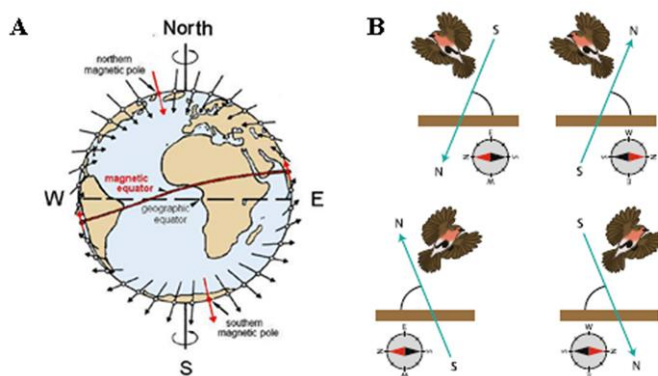 A
North
northern
magnetic pole
W
magnetic
equator
geographic
equator
E
southern
magnetic pole
S
B
S
N
N
S
N
S
S
N
E
W
N
S